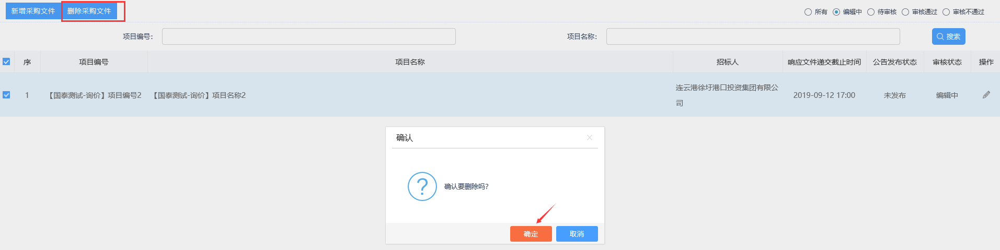 新增采购文件 删除采购文件 所有 编辑中 待审核 审核通过 审核不通过
项目编号： 项目名称： 搜索
序 项目编号 项目名称 招标人 响应文件递交截止时间 公告发布状态 审核状态 操作
1 【国泰测试-询价】项目编号2 【国泰测试-询价】项目名称2 连云港徐圩港口投资集团有限公 2019-09-12 17:00 未发布 编辑中
司
确认
? 确认要删除吗?
确定 取消